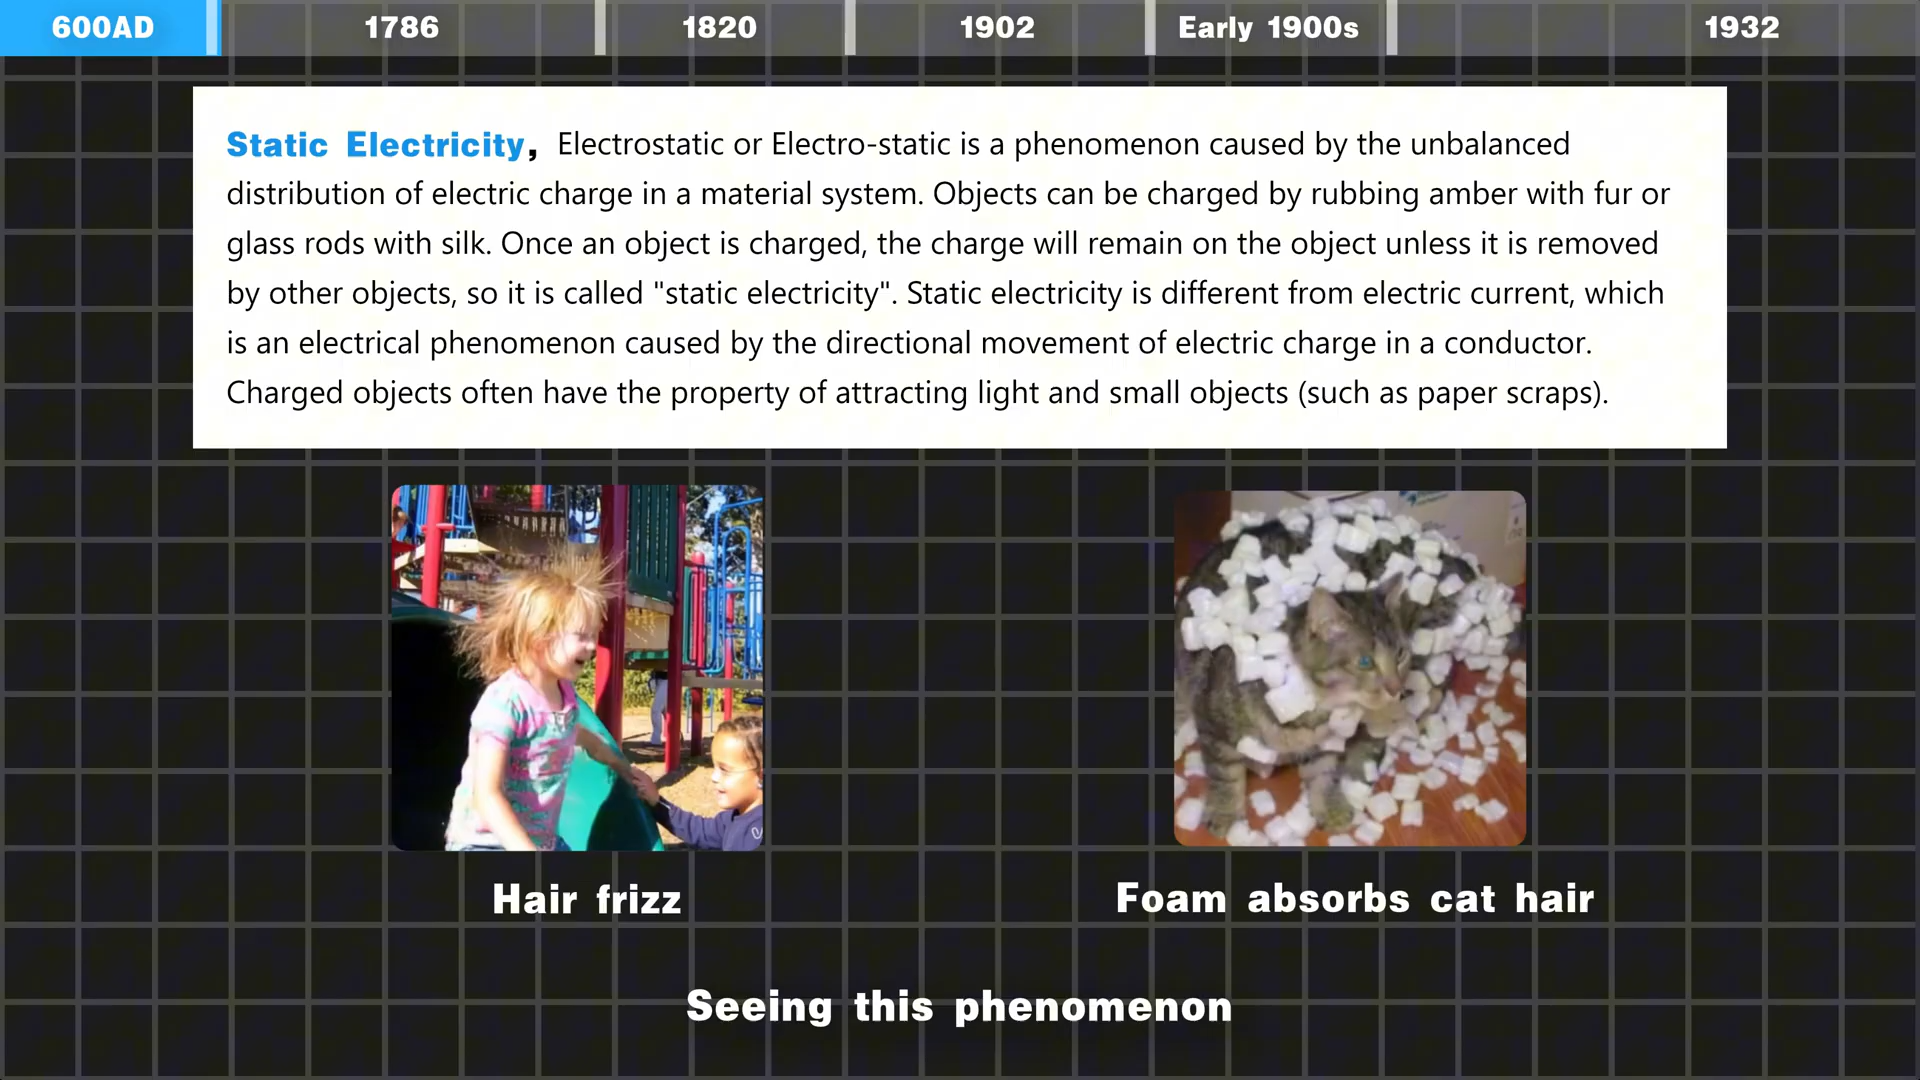 600AD 1786 1820 1902 Early 1900s 1932
Static Electricity, Electrostatic or Electro-static is a phenomenon caused by the unbalanced
distribution of electric charge in a material system. Objects can be charged by rubbing amber with fur or
glass rods with silk. Once an object is charged, the charge will remain on the object unless it is removed
by other objects, so it is called "static electricity". Static electricity is different from electric current, which
is an electrical phenomenon caused by the directional movement of electric charge in a conductor.
Charged objects often have the property of attracting light and small objects (such as paper scraps).
Hair frizz
Foam absorbs cat hair
Seeing this phenomenon